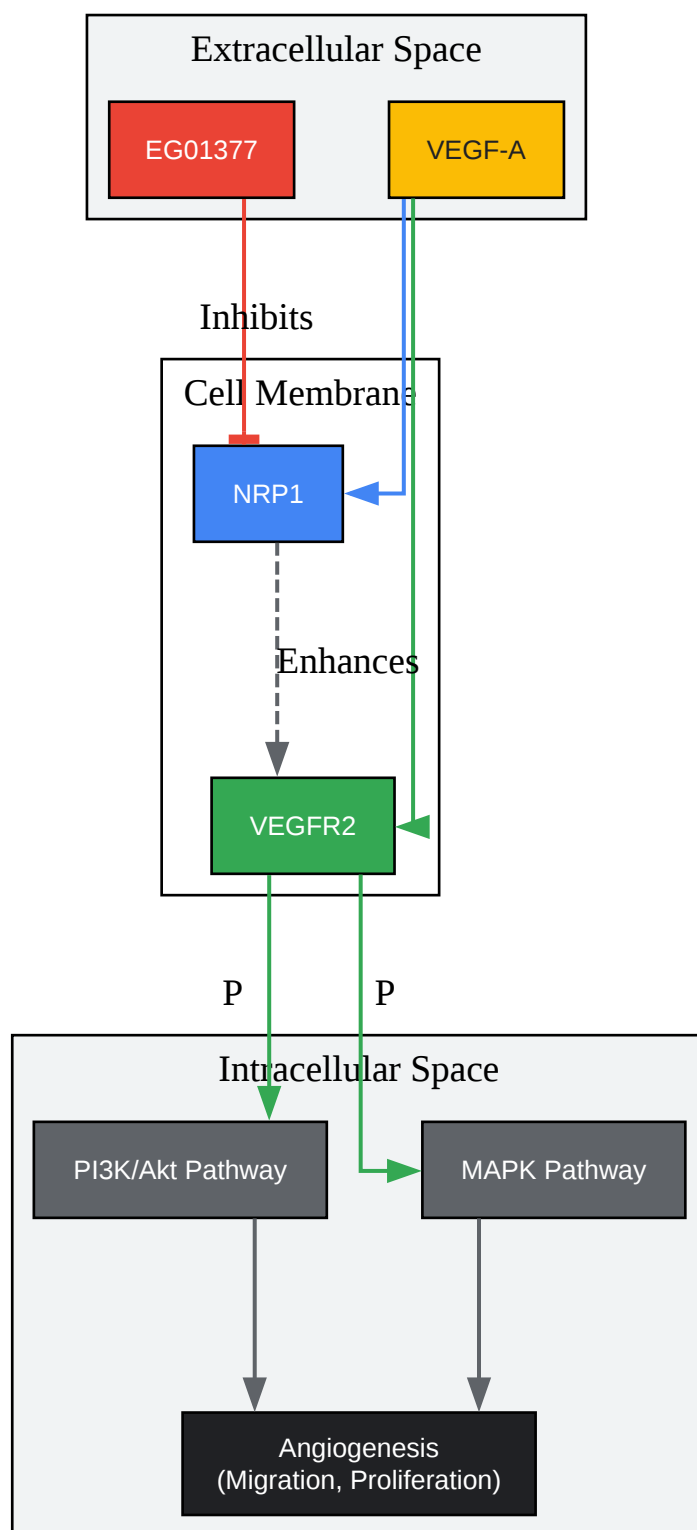 Extracellular Space
EG01377
VEGF-A
Inhibits
Cell Membrane
NRP1
Enhances
VEGFR2
P
P
Intracellular Space
PI3K/Akt Pathway
MAPK Pathway
Angiogenesis
(Migration, Proliferation)